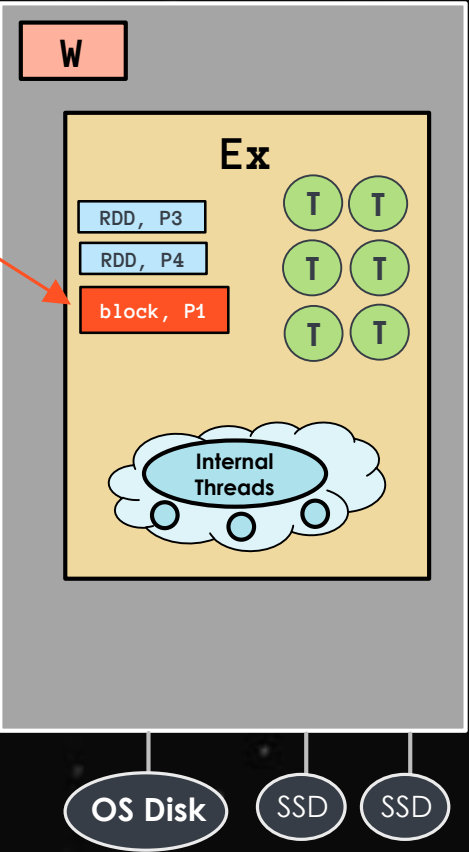 W
Ex
RDD, P3
RDD, P4
block, P1
T T
T T
T T
Internal
Threads
OS Disk
SSD
SSD